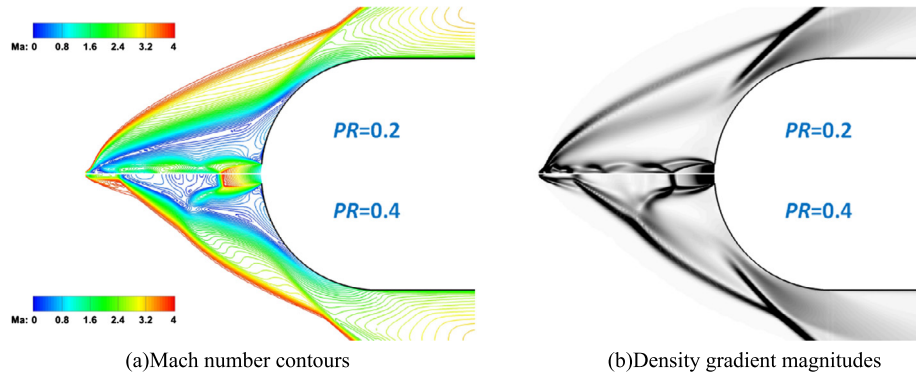 Ma: 0 0.8 1.6 2.4 3.2 4
PR=0.2
PR=0.2
PR=0.4
PR=0.4
Ma: 0 0.8 1.6 2.4 3.2 4
(a)Mach number contours
(b)Density gradient magnitudes